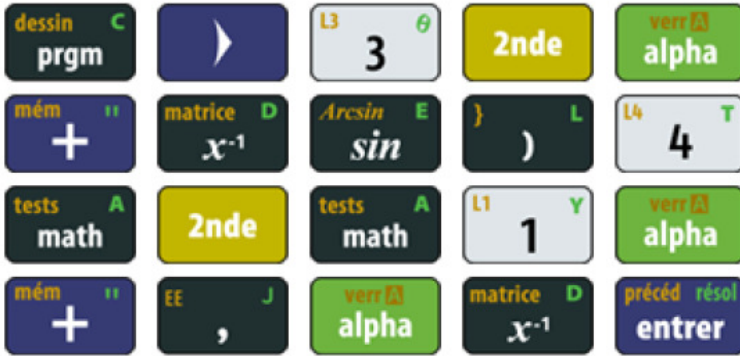 dessin C L3 θ verr A
prgm 3 2nde alpha
mém " matrice D Arcsin E } L L4 T
+ x⁻¹ sin ) 4
tests A tests A L1 Y verr A
math 2nde math 1 alpha
mém " EE J verr A matrice D précéd résol
+ , alpha x⁻¹ entrer